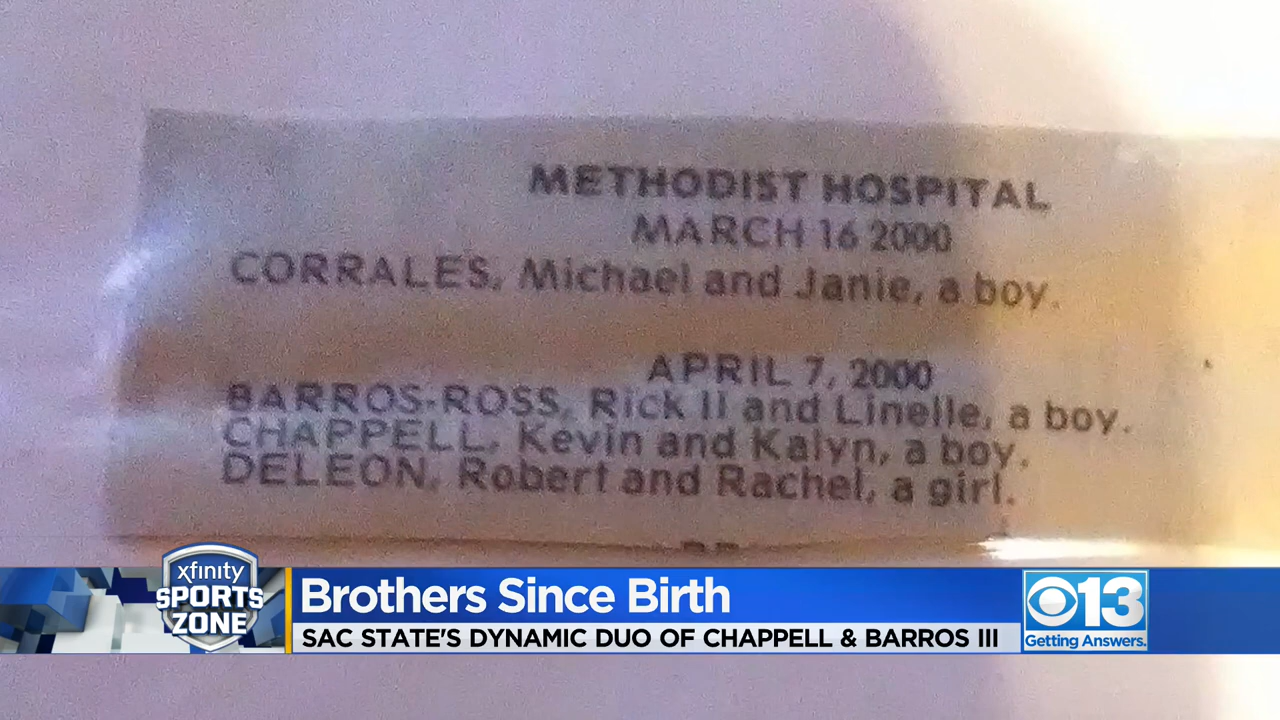 METHODIST HOSPITAL
MARCH 16 2000
CORRALES, Michael and Janie, a boy.
APRIL 7, 2000
BARROS-ROSS, Rick II and Linelle, a boy.
CHAPPELL, Kevin and Kalyn, a boy.
DELEON, Robert and Rachel, a girl.
xfinity
SPORTS
ZONE
Brothers Since Birth
SAC STATE'S DYNAMIC DUO OF CHAPPELL & BARROS III
13
Getting Answers.